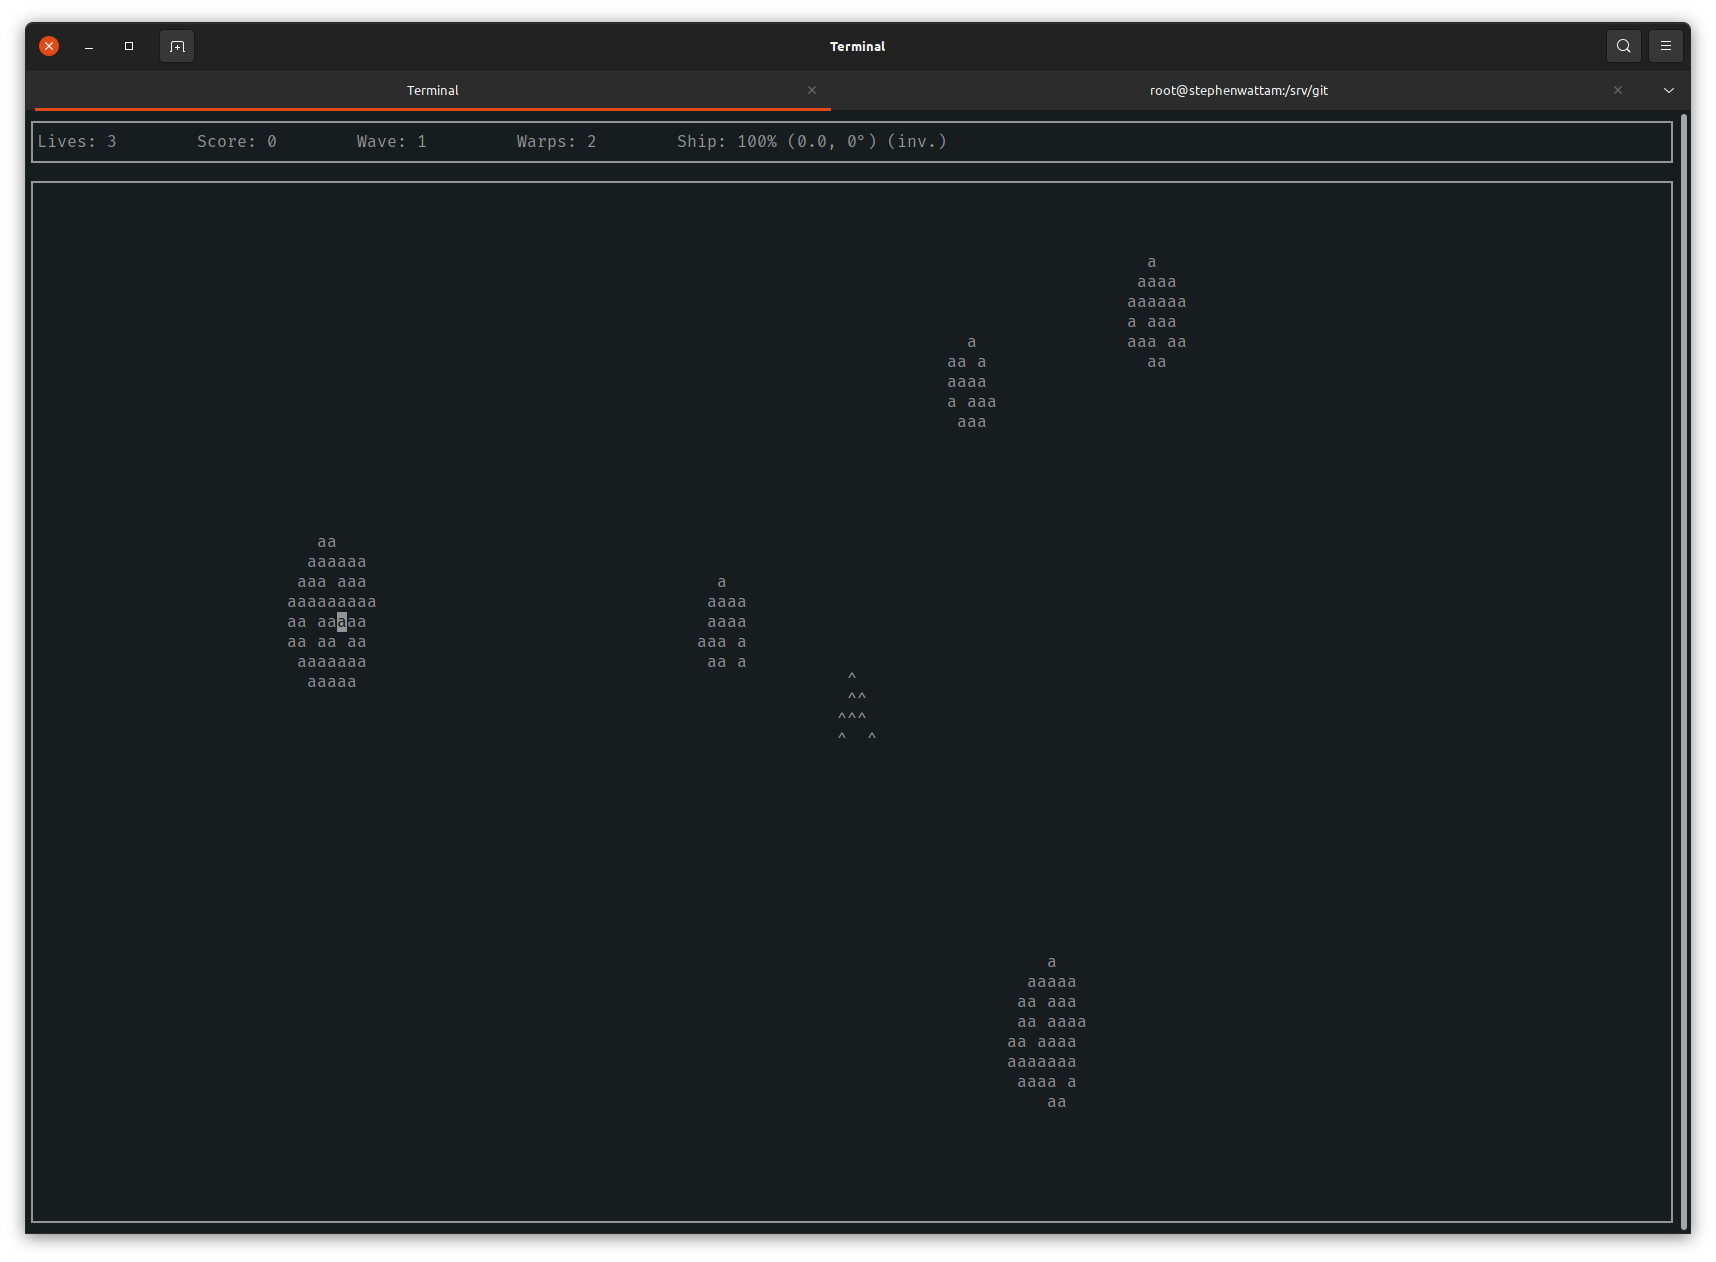 Terminal
Terminal
root@stephenwattam:/srv/git
Lives: 3 Score: 0 Wave: 1 Warps: 2 Ship: 100% (0.0, 0°) (inv.)
a
aaaa
aaaaaa
a aaa
aaa aa
aa
a
aa a
aaaa
a aaa
aaa
aa
aaaaaa
aaa aaa
aaaaaaaaa
aa aaaaa
aa aa aa
aaaaaaa
aaaaa
a
aaaa
aaaa
aaa a
aa a
^
^^
^^^
^ ^
a
aaaaa
aa aaa
aa aaaa
aa aaaa
aaaaaaa
aaaa a
aa